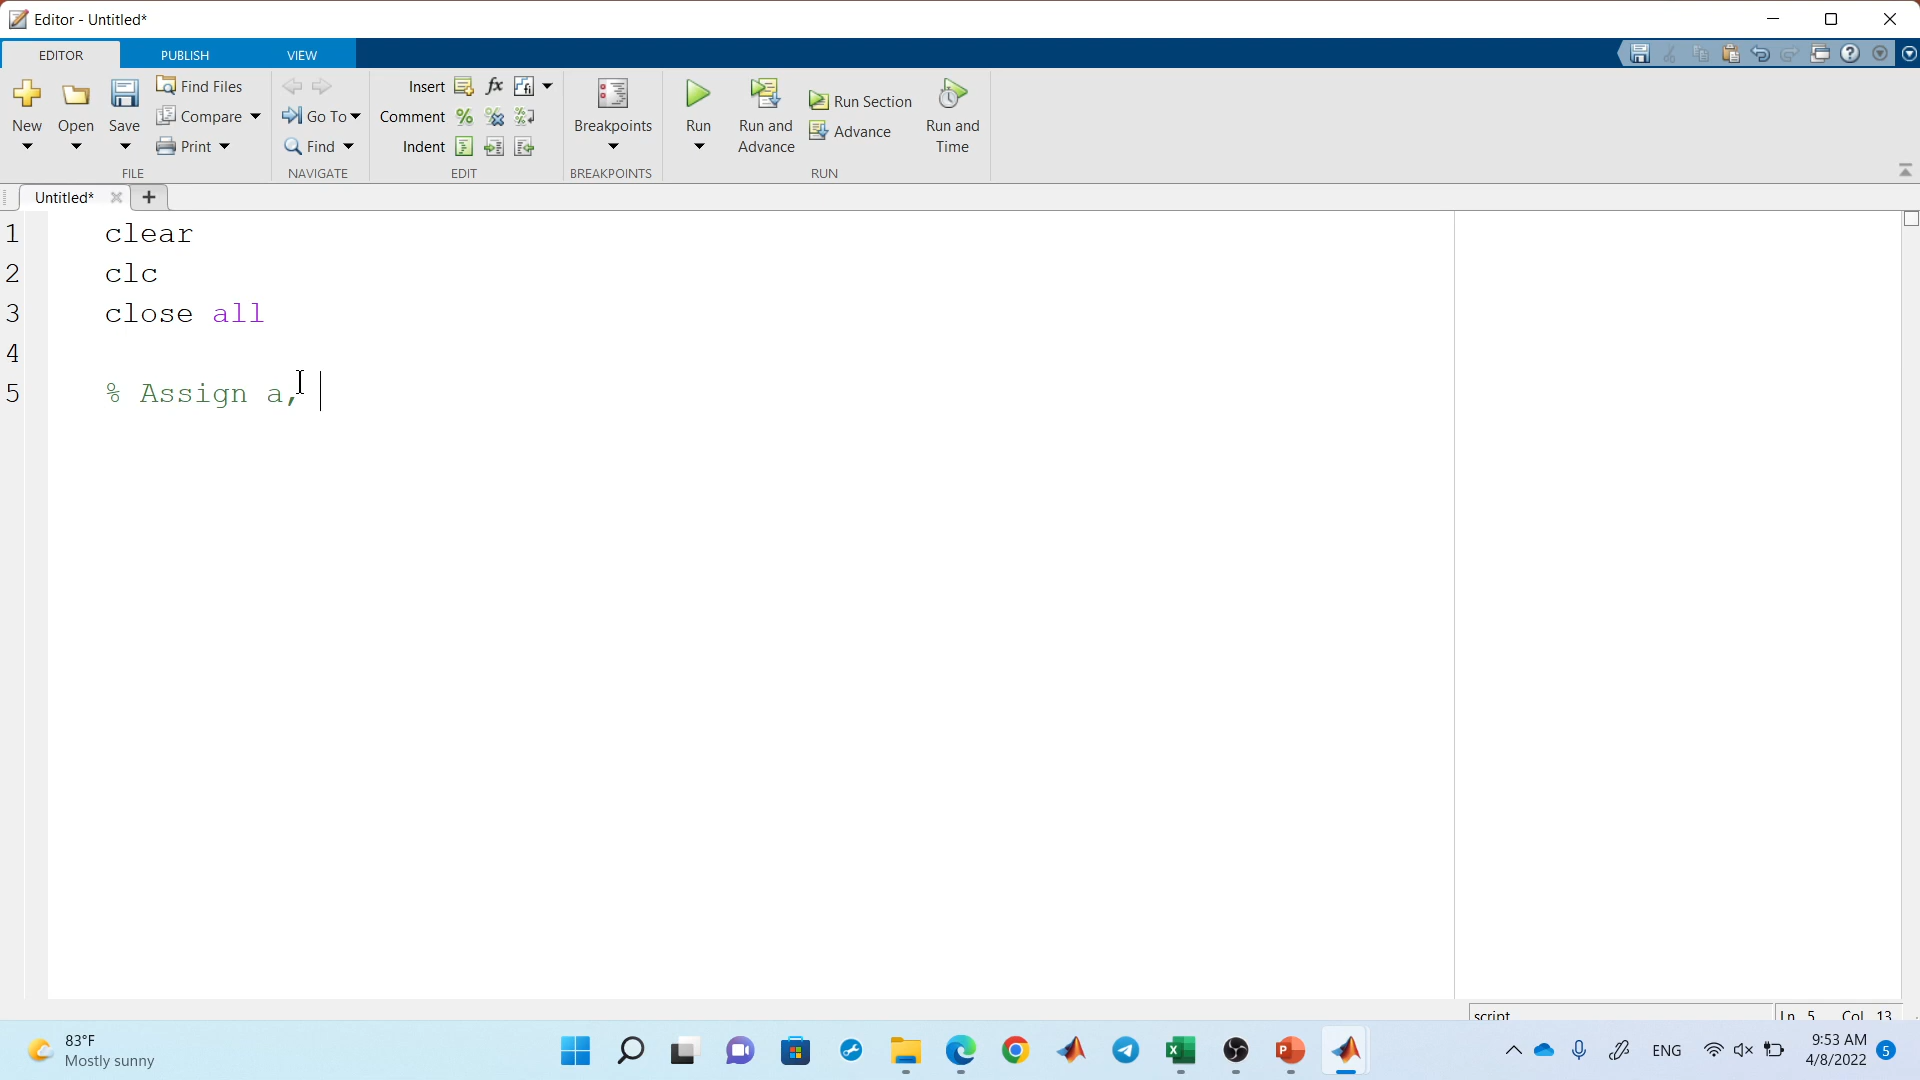 Editor - Untitled*
EDITOR PUBLISH VIEW
New
Open
Save
Find Files
Compare
Print
FILE
Go To
Find
NAVIGATE
Insert fx
Comment
Indent
EDIT
Breakpoints
BREAKPOINTS
Run
Run and Advance
Run Section
Advance
Run and Time
RUN
Untitled*
1 clear
2 clc
3 close all
4
5 % Assign a,
script Ln 5 Col 13
83°F
Mostly sunny
ENG
9:53 AM
4/8/2022
5